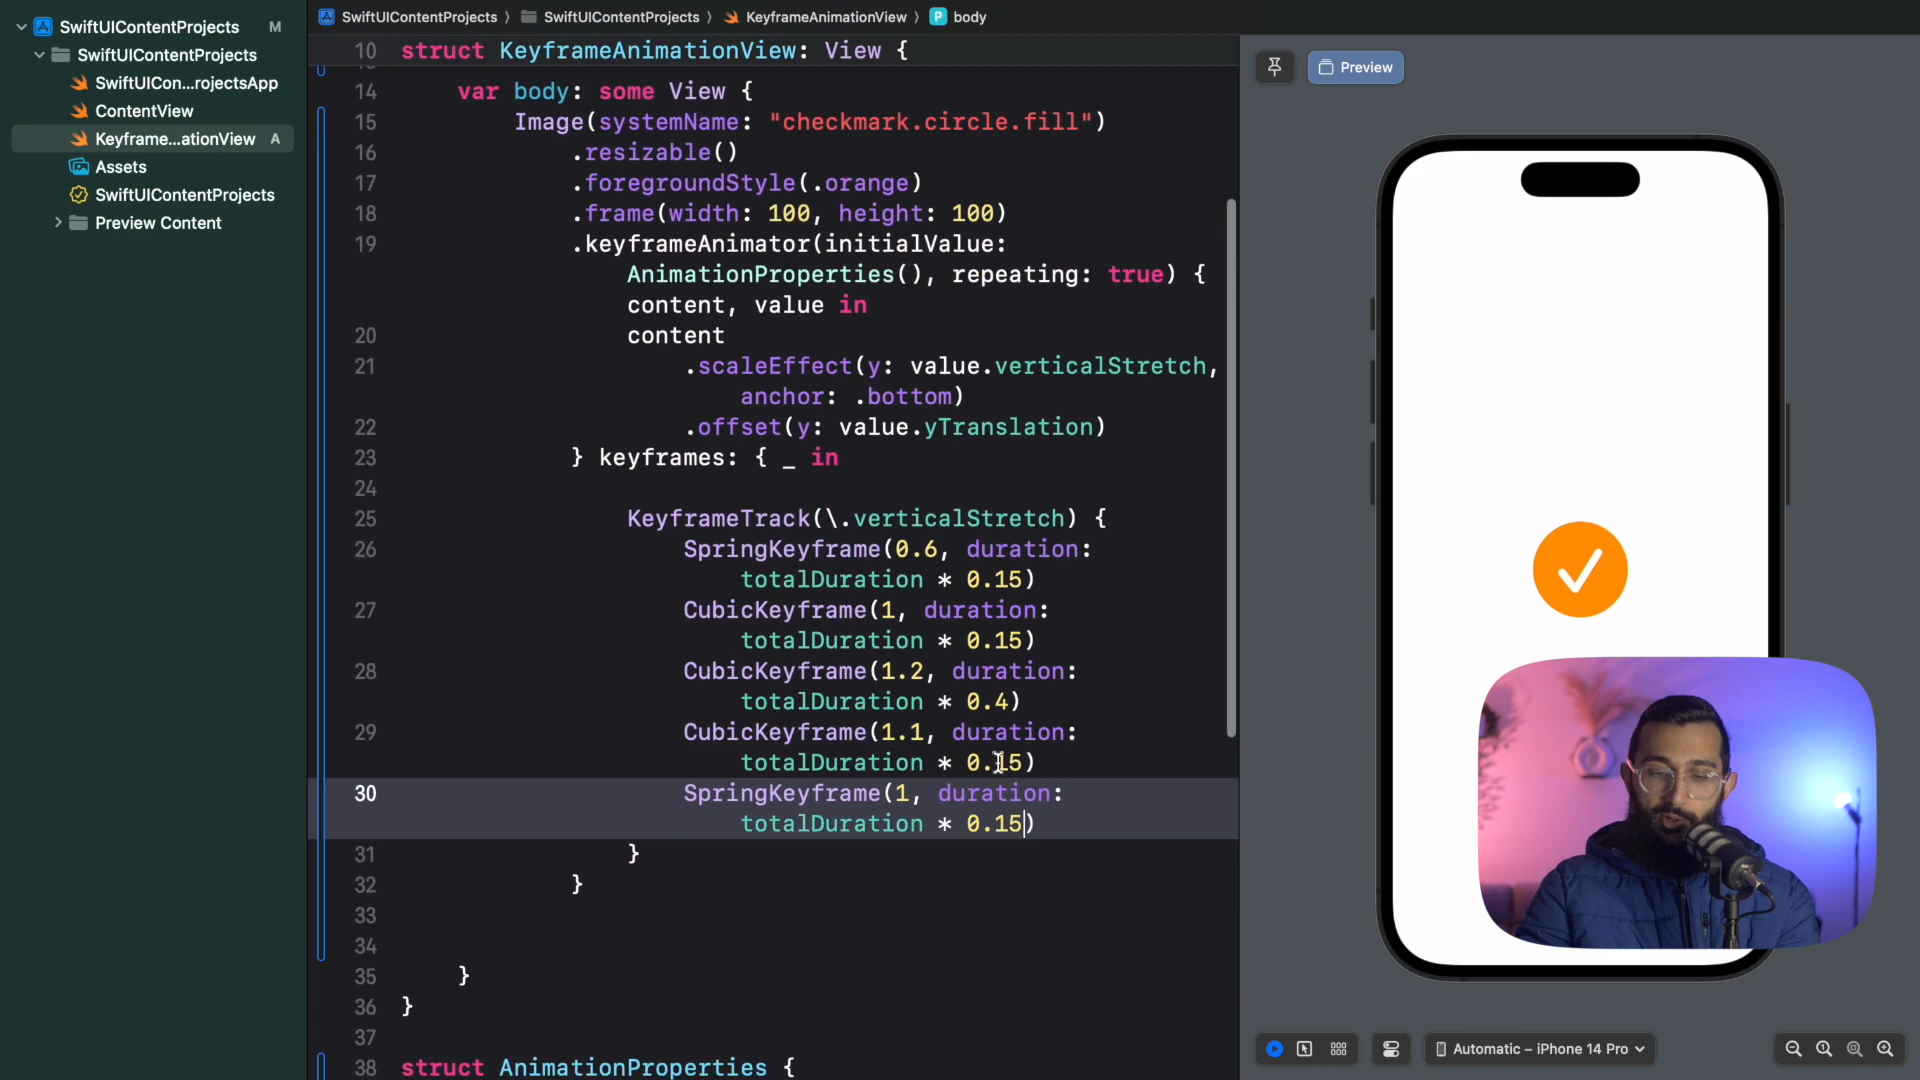 SwiftUIContentProjects M
SwiftUIContentProjects
SwiftUICon...rojectsApp
ContentView
Keyframe...ationView A
Assets
SwiftUIContentProjects
Preview Content
SwiftUIContentProjects SwiftUIContentProjects KeyframeAnimationView P body
10 struct KeyframeAnimationView: View {
14 var body: some View {
15 Image(systemName: "checkmark.circle.fill")
16 .resizable()
17 .foregroundStyle(.orange)
18 .frame(width: 100, height: 100)
19 .keyframeAnimator(initialValue:
AnimationProperties(), repeating: true) {
content, value in
20 content
21 .scaleEffect(y: value.verticalStretch,
anchor: .bottom)
22 .offset(y: value.yTranslation)
23 } keyframes: { _ in
24
25 KeyframeTrack(\.verticalStretch) {
26 SpringKeyframe(0.6, duration:
totalDuration * 0.15)
27 CubicKeyframe(1, duration:
totalDuration * 0.15)
28 CubicKeyframe(1.2, duration:
totalDuration * 0.4)
29 CubicKeyframe(1.1, duration:
totalDuration * 0.15)
30 SpringKeyframe(1, duration:
totalDuration * 0.15)
31 }
32 }
33
34
35 }
36 }
37
38 struct AnimationProperties {
Preview
Automatic – iPhone 14 Pro